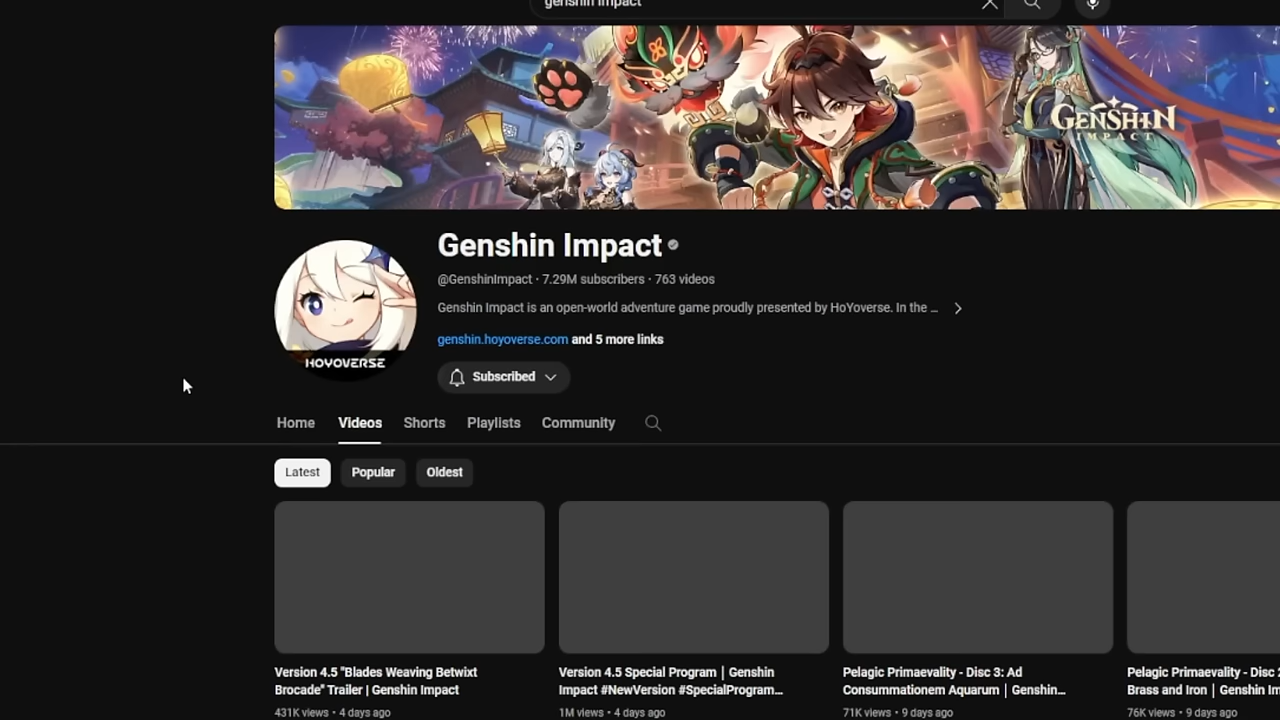 genshin impact
GENSHIN
IMPACT
Genshin Impact
@GenshinImpact · 7.29M subscribers · 763 videos
Genshin Impact is an open-world adventure game proudly presented by HoYoverse. In the ...
genshin.hoyoverse.com and 5 more links
HOYOVERSE
Subscribed
Home Videos Shorts Playlists Community
Latest Popular Oldest
Version 4.5 "Blades Weaving Betwixt
Brocade" Trailer | Genshin Impact
431K views · 4 days ago
Version 4.5 Special Program | Genshin
Impact #NewVersion #SpecialProgram...
1M views · 4 days ago
Pelagic Primaevality - Disc 3: Ad
Consummationem Aquarum | Genshin...
71K views · 9 days ago
Pelagic Primaevality - Disc
Brass and Iron | Genshin Im
76K views · 9 days ago